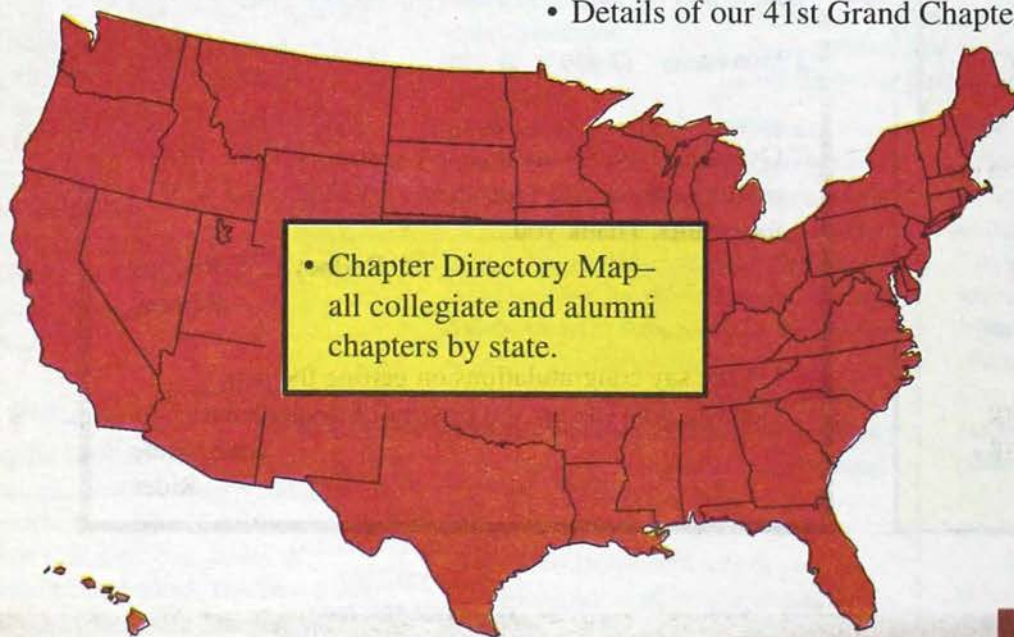 • Details of our 41st Grand Chapte
• Chapter Directory Map–
all collegiate and alumni
chapters by state.